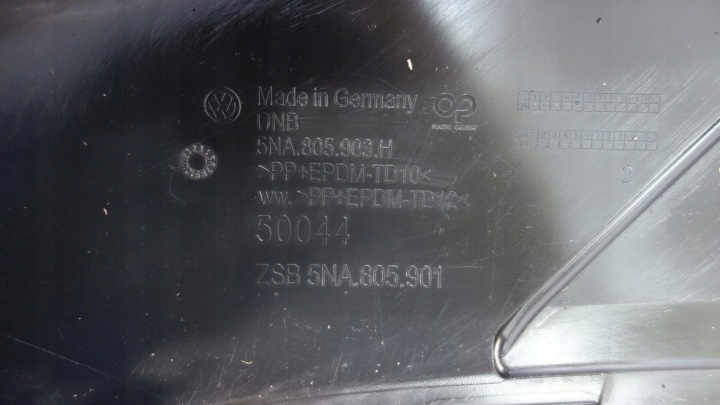 Made in Germany
DNB
5NA.805.903.H
>PP+EPDM-TD10<
ww. >PP+EPDM-TD12<
50044
ZSB 5NA.805.901